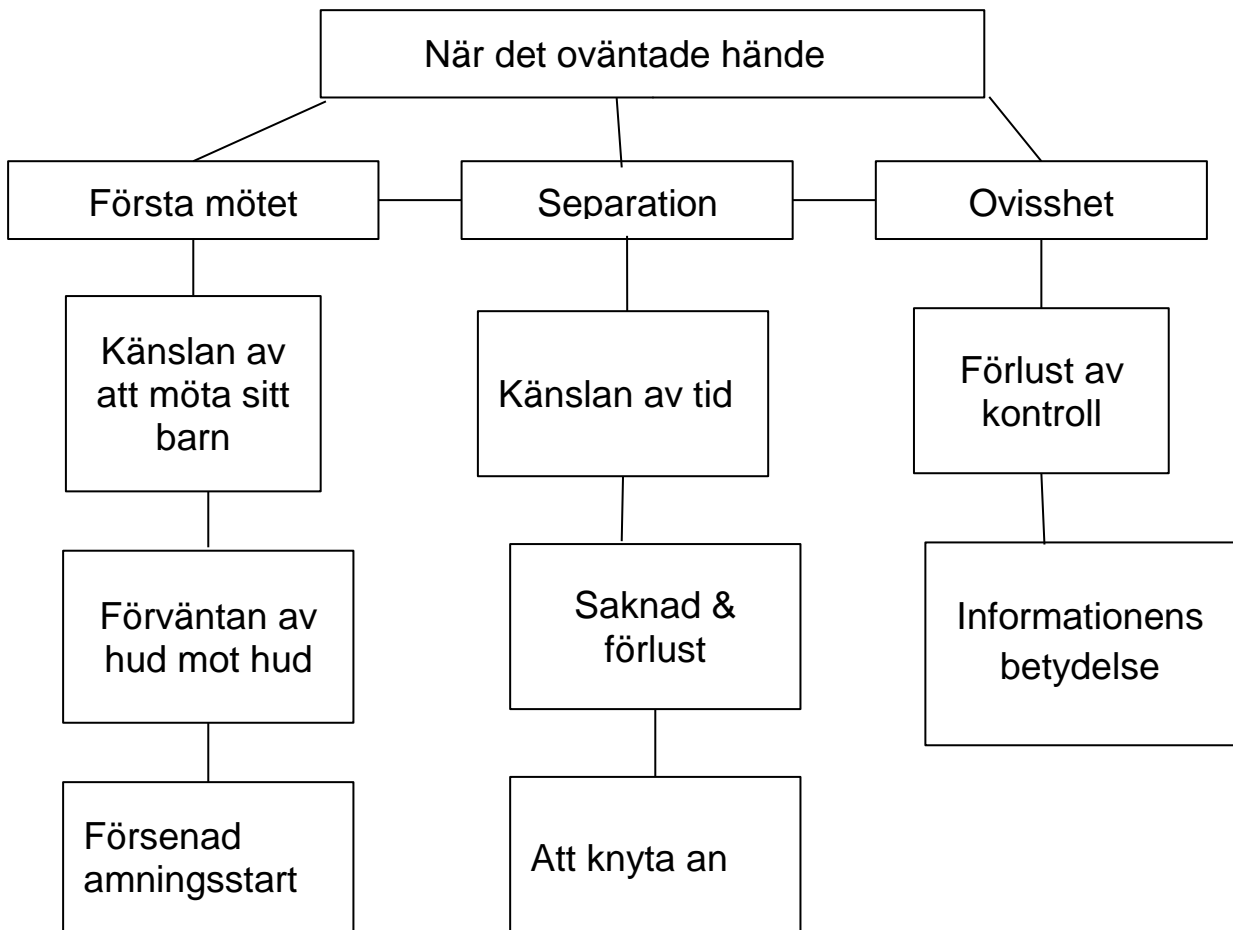 När det oväntade hände
Första mötet
Separation
Ovisshet
Känslan av
att möta sitt
barn
Känslan av tid
Förlust av
kontroll
Förväntan av
hud mot hud
Saknad &
förlust
Informationens
betydelse
Försenad
amningsstart
Att knyta an